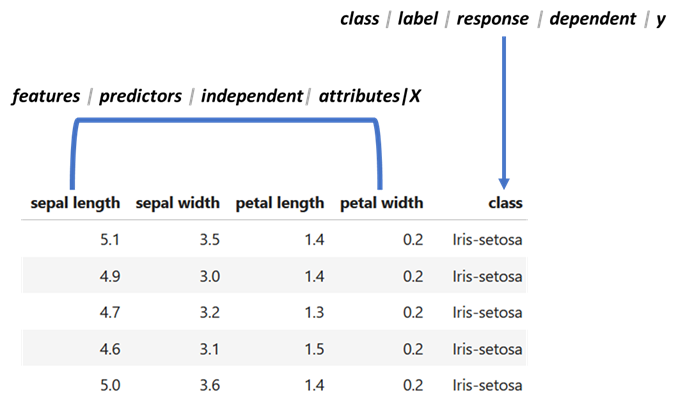 class | label | response | dependent | y
features | predictors | independent | attributes|X
sepal length sepal width petal length petal width class
5.1 3.5 1.4 0.2 Iris-setosa
4.9 3.0 1.4 0.2 Iris-setosa
4.7 3.2 1.3 0.2 Iris-setosa
4.6 3.1 1.5 0.2 Iris-setosa
5.0 3.6 1.4 0.2 Iris-setosa